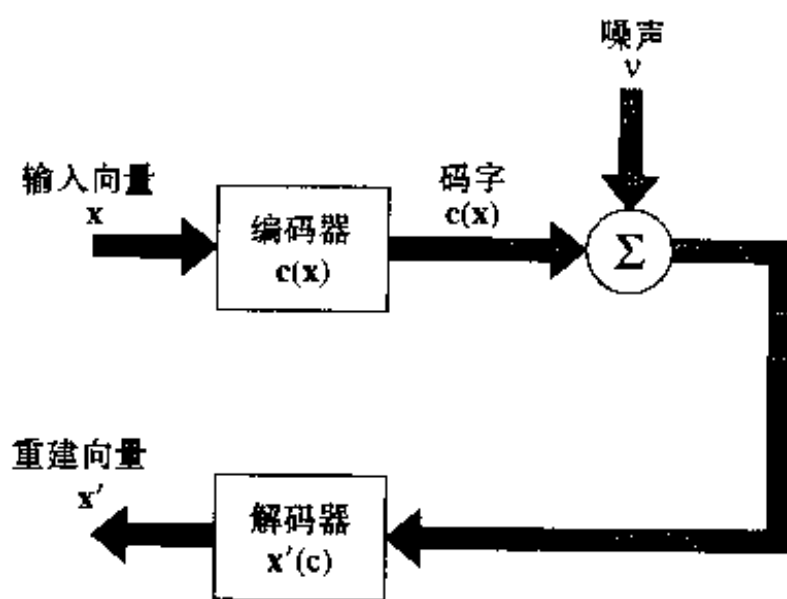 噪声
ν
输入向量
x
编码器
c(x)
码字
c(x)
Σ
重建向量
x′
解码器
x′(c)